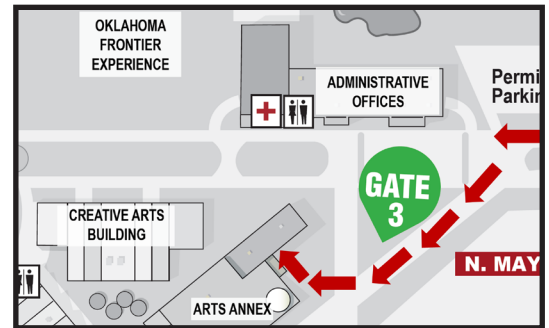 OKLAHOMA
FRONTIER
EXPERIENCE
ADMINISTRATIVE
OFFICES
Permi
Parkin
GATE
3
CREATIVE ARTS
BUILDING
N. MAY
ARTS ANNEX